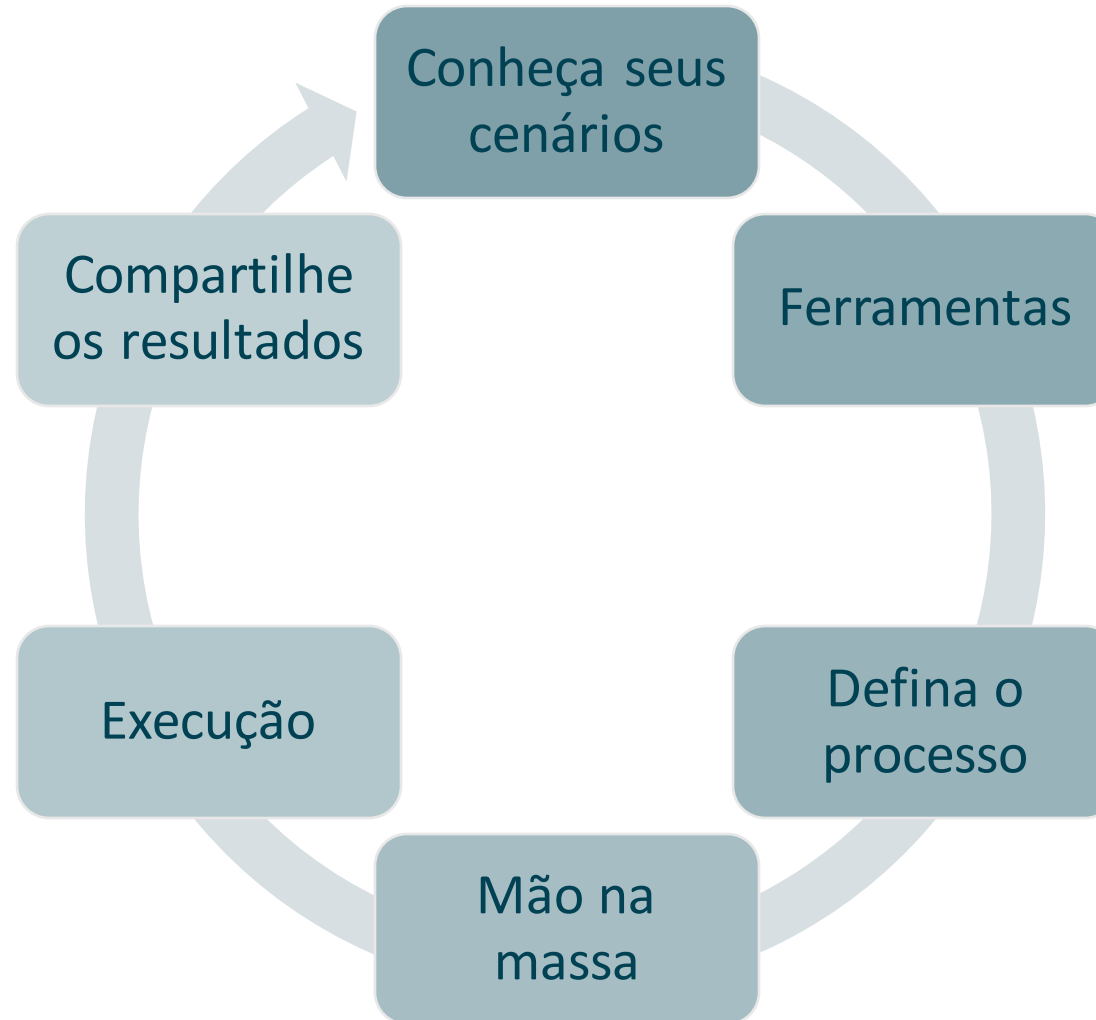 Conheça seus
cenários
Ferramentas
Defina o
processo
Mão na
massa
Execução
Compartilhe
os resultados